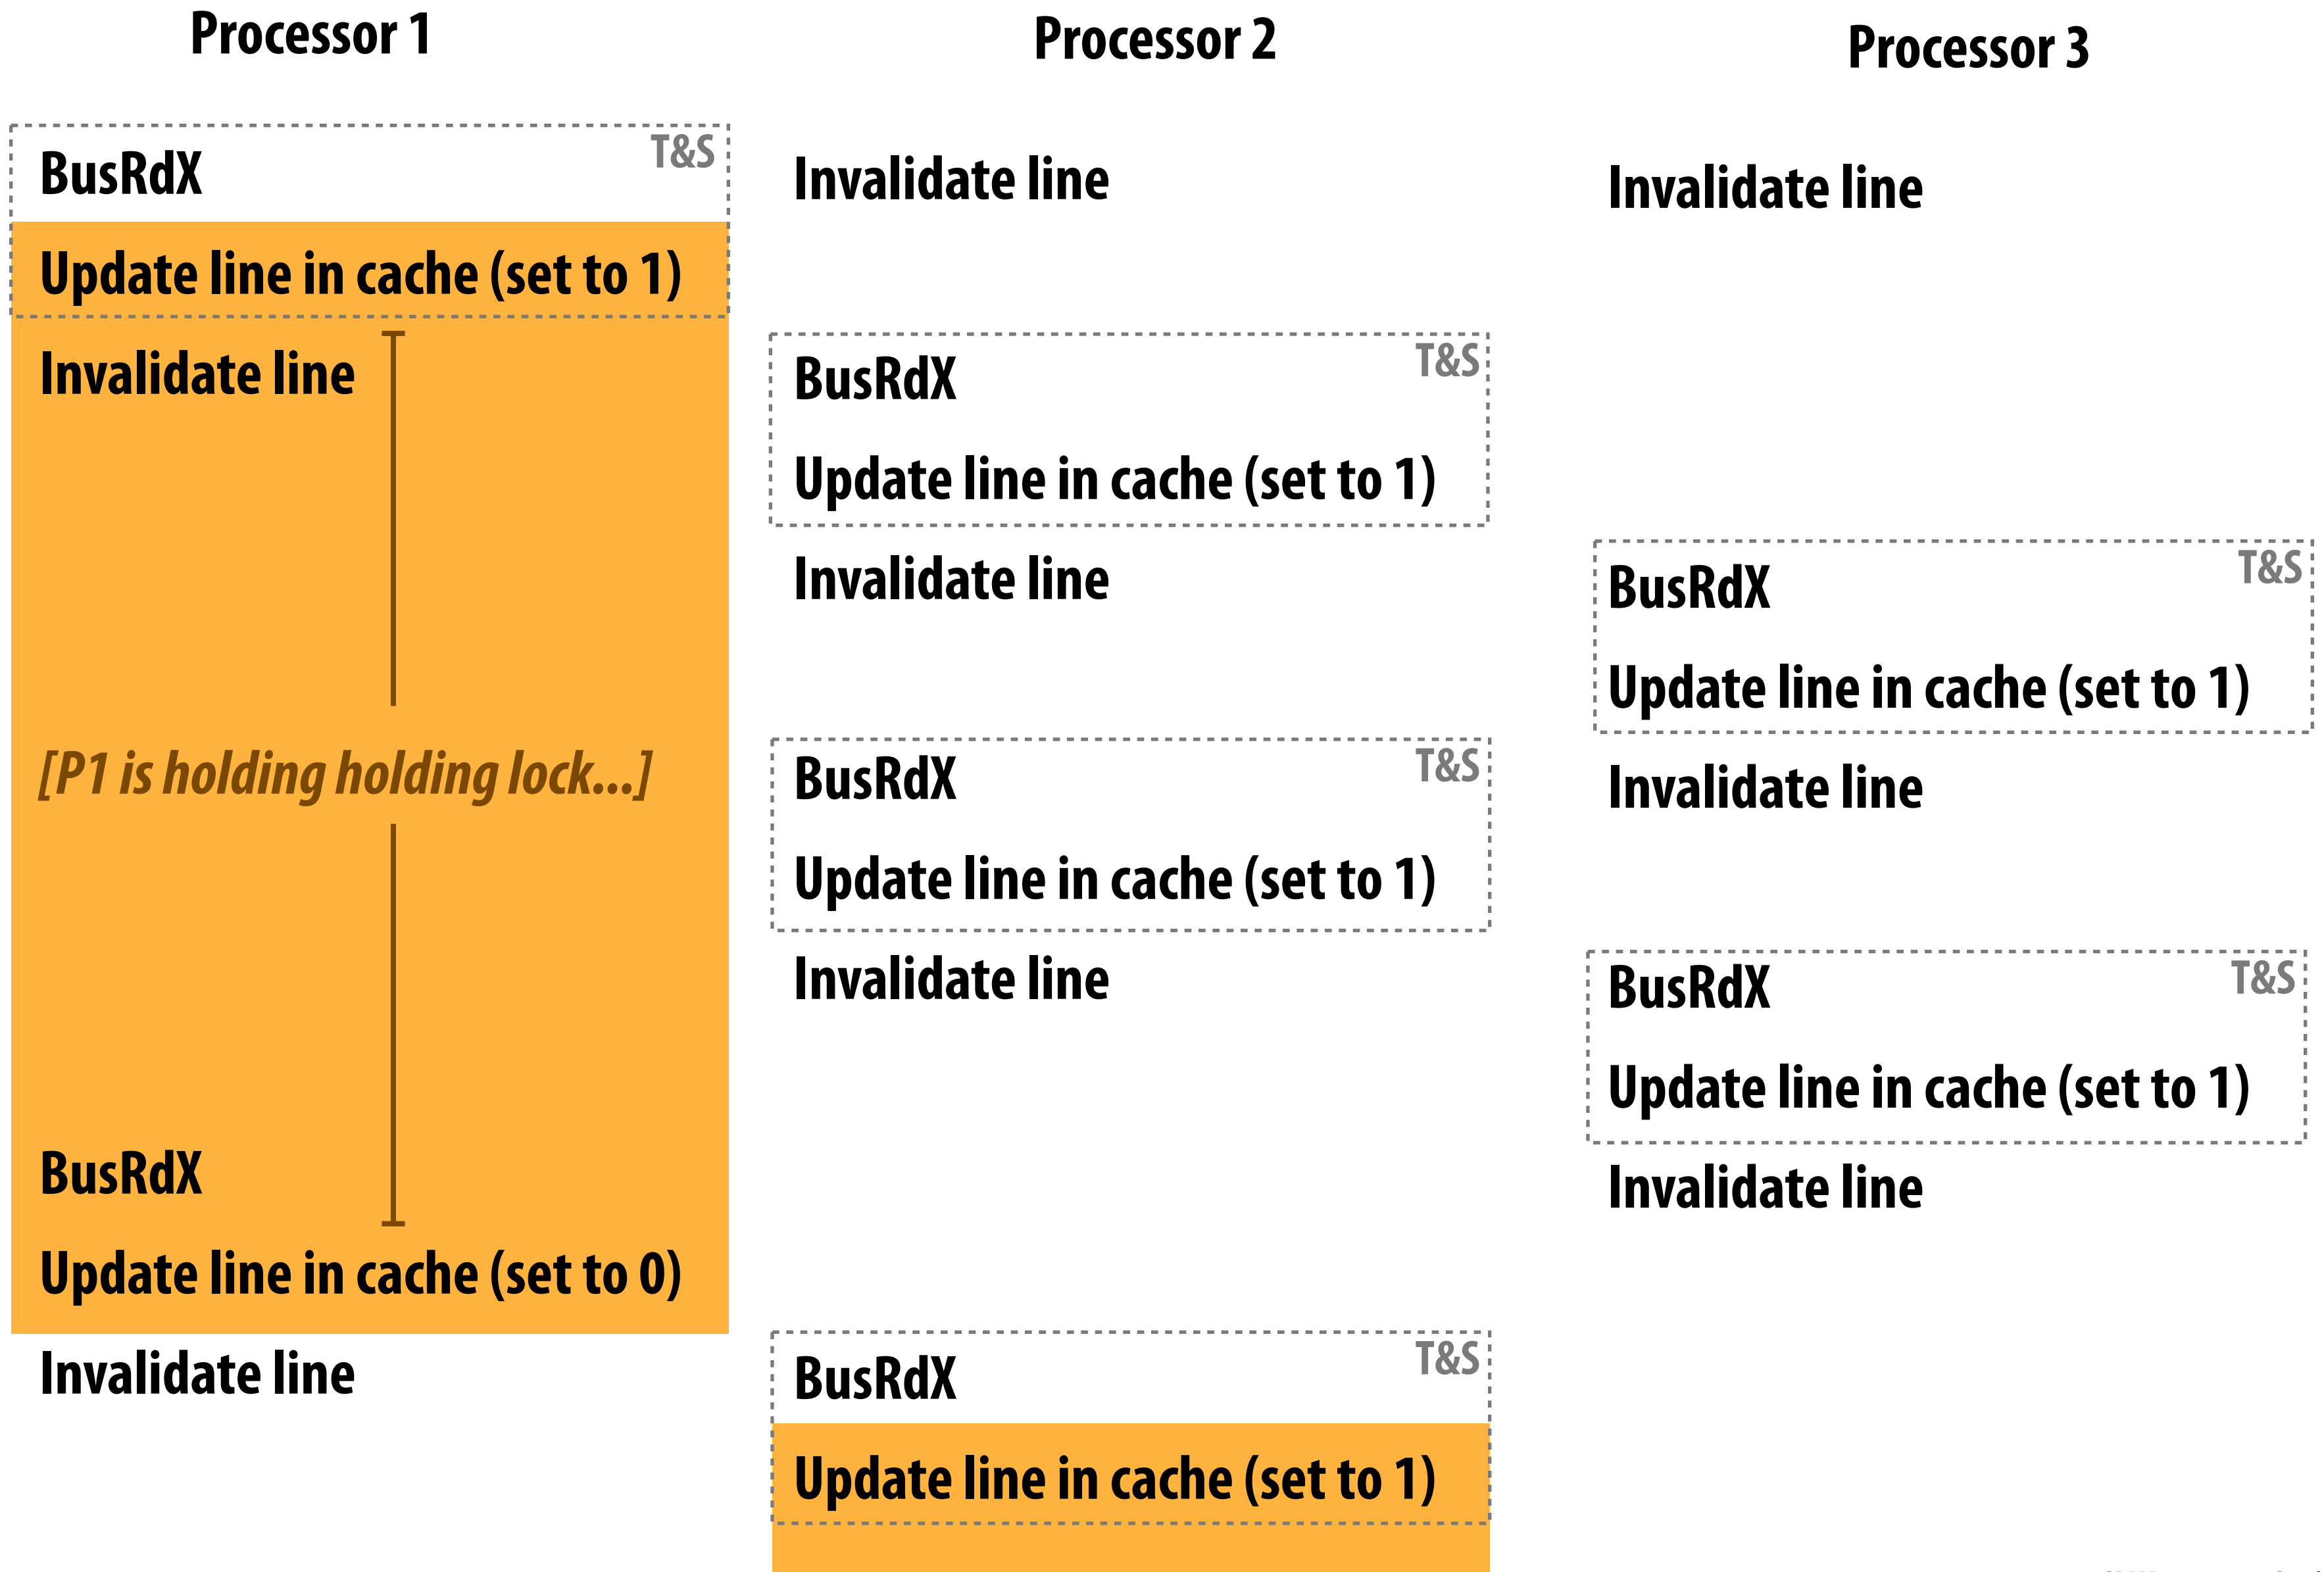 Processor 1
BusRdX
T&S
Update line in cache (set to 1)
Invalidate line
[P1 is holding holding lock...]
BusRdX
Update line in cache (set to 0)
Invalidate line
Processor 2
Invalidate line
BusRdX
T&S
Update line in cache (set to 1)
Invalidate line
BusRdX
T&S
Update line in cache (set to 1)
Invalidate line
BusRdX
T&S
Update line in cache (set to 1)
Processor 3
Invalidate line
BusRdX
T&S
Update line in cache (set to 1)
Invalidate line
BusRdX
T&S
Update line in cache (set to 1)
Invalidate line